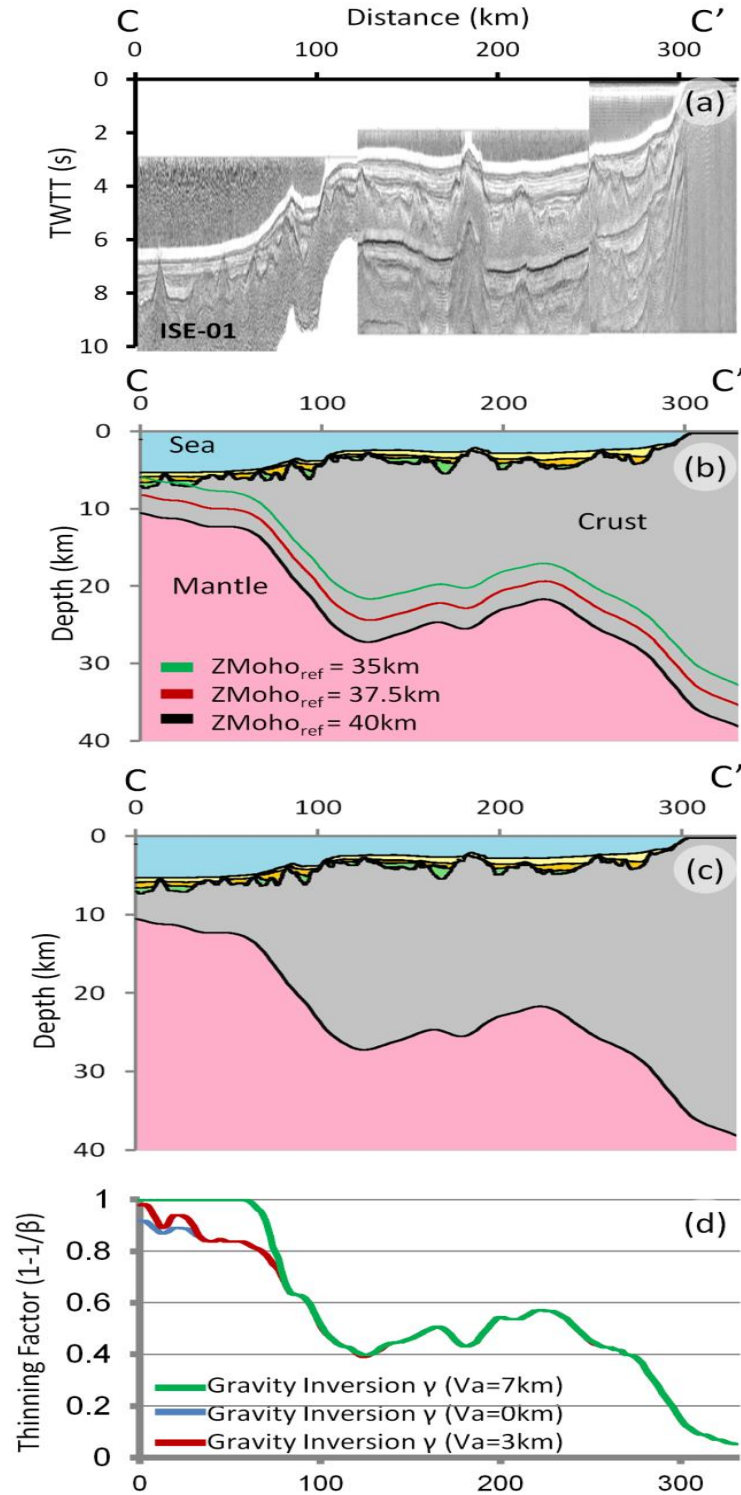 C Distance (km) C’
0 100 200 300
(a)
0
2
4
6
8
10
TWTT (s)
ISE-01
C C’
0 100 200 300
0
10
20
30
40
Depth (km)
Sea
(b)
Crust
Mantle
ZMoho_ref = 35km
ZMoho_ref = 37.5km
ZMoho_ref = 40km
C C’
0 100 200 300
0
10
20
30
40
Depth (km)
(c)
1
0.8
0.6
0.4
0.2
0
Thinning Factor (1-1/β)
(d)
Gravity Inversion γ (Va=7km)
Gravity Inversion γ (Va=0km)
Gravity Inversion γ (Va=3km)
0 100 200 300